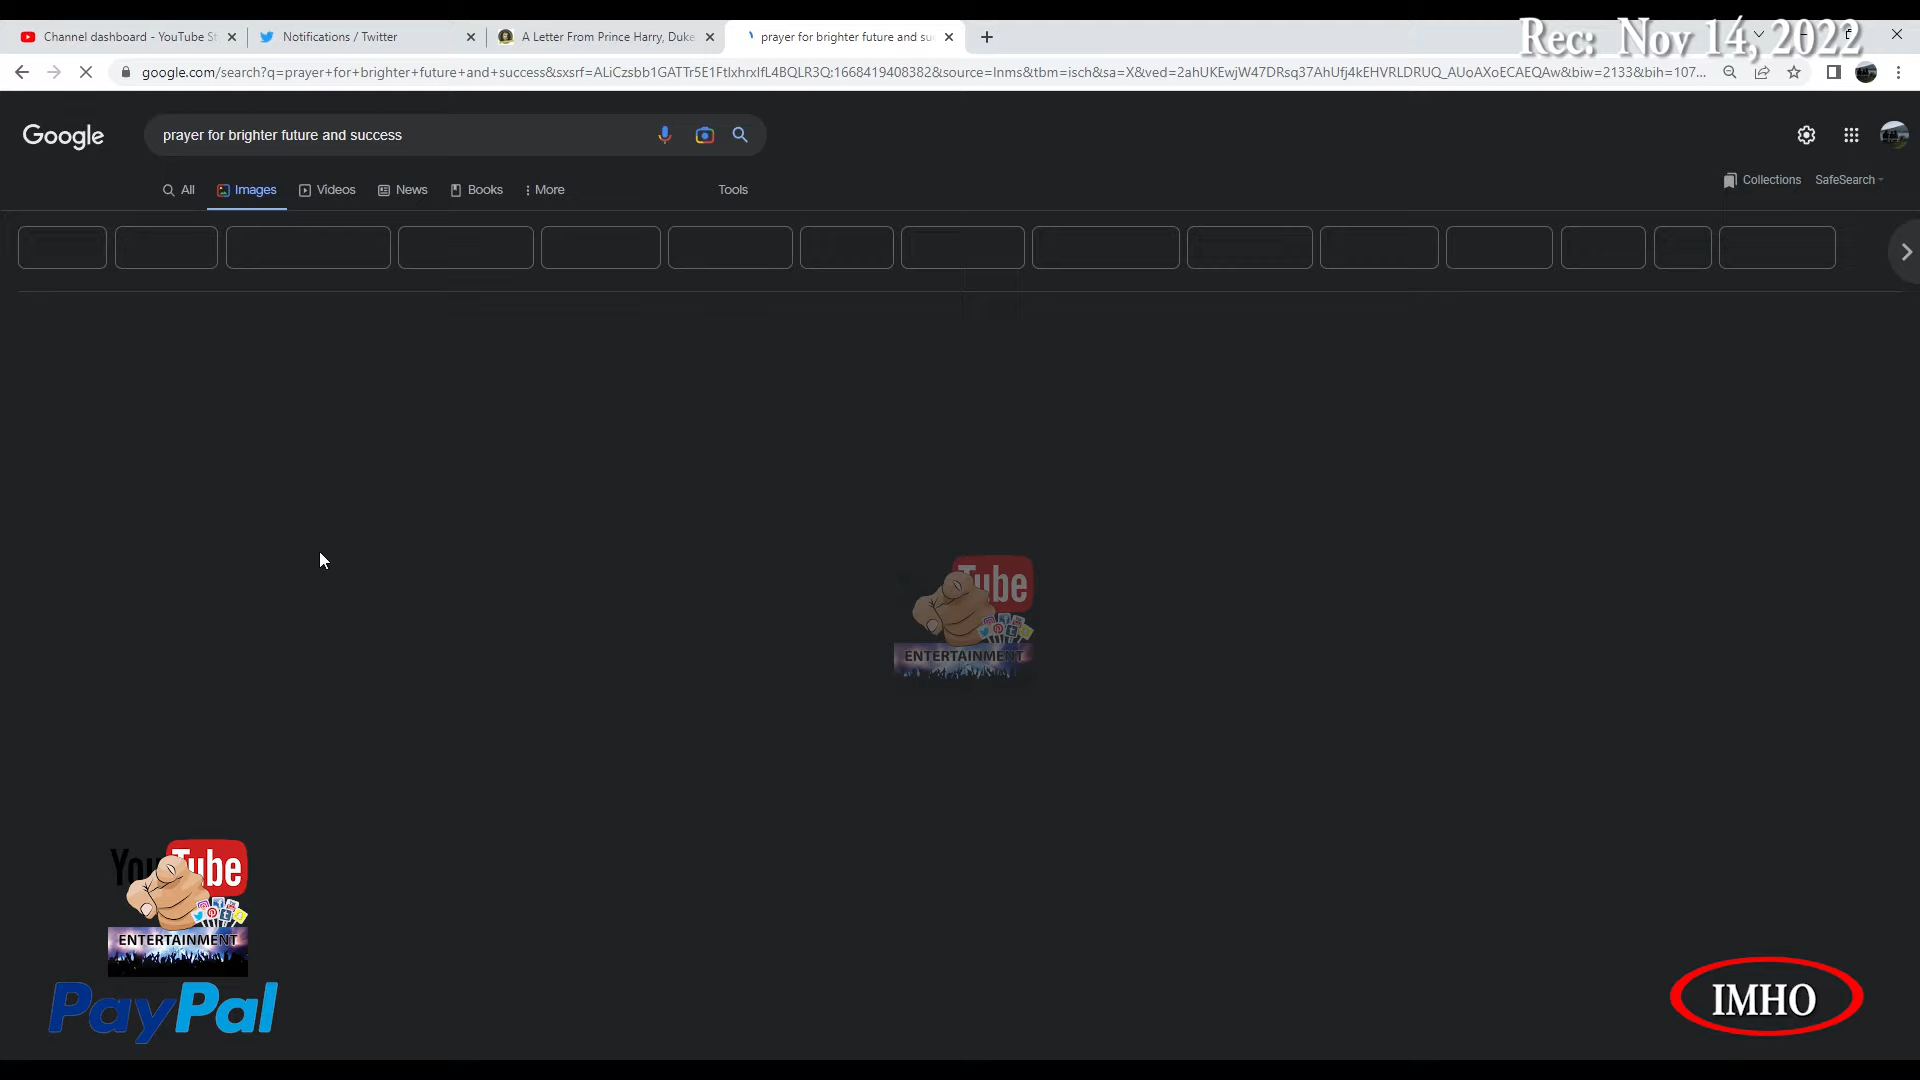 Channel dashboard - YouTube St
Notifications / Twitter
A Letter From Prince Harry, Duke
prayer for brighter future and su
Rec: Nov 14, 2022
google.com/search?q=prayer+for+brighter+future+and+success&sxsrf=ALiCzsbb1GATTr5E1FtIxhrxIfL4BQLR3Q:1668419408382&source=lnms&tbm=isch&sa=X&ved=2ahUKEwjW47DRsq37AhUfj4kEHVRLDRUQ_AUoAXoECAEQAw&biw=2133&bih=107...
Google
prayer for brighter future and success
All
Images
Videos
News
Books
More
Tools
Collections
SafeSearch
Tube
ENTERTAINMENT
YouTube
ENTERTAINMENT
PayPal
IMHO